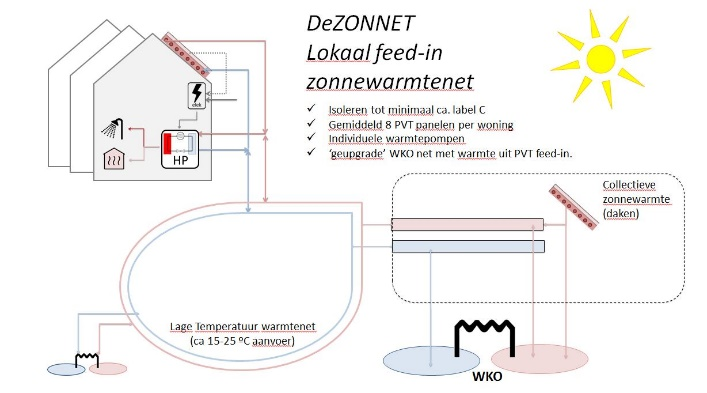 DeZONNET
Lokaal feed-in
zonnewarmtenet
✓ Isoleren tot minimaal ca. label C
✓ Gemiddeld 8 PVT panelen per woning
✓ Individuele warmtepompen
✓ ‘geupgrade’ WKO net met warmte uit PVT feed-in.
elek
HP
Collectieve
zonnewarmte
(daken)
Lage Temperatuur warmtenet
(ca 15-25 ºC aanvoer)
WKO